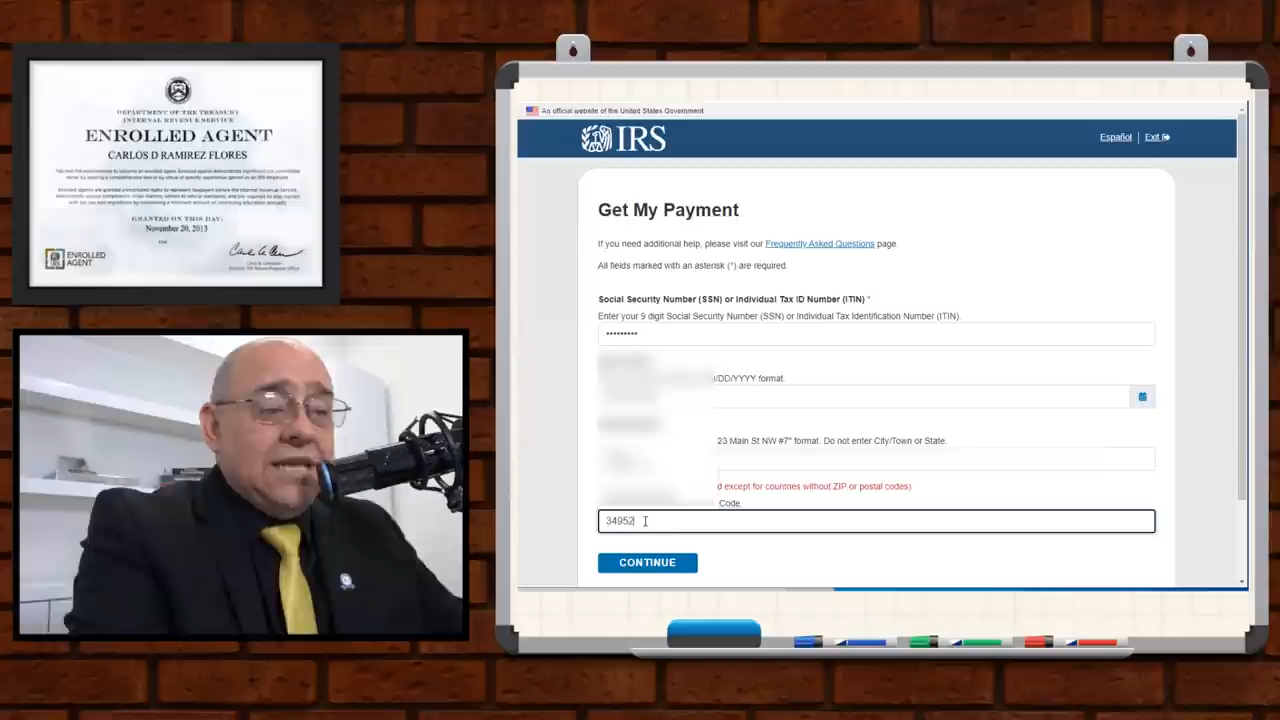 DEPARTMENT OF THE TREASURY
INTERNAL REVENUE SERVICE
ENROLLED AGENT
CARLOS D RAMIREZ FLORES
GRANTED ON THIS DAY:
November 20, 2013
IRS
ENROLLED
AGENT
An official website of the United States Government
IRS
Español | Exit
Get My Payment
If you need additional help, please visit our Frequently Asked Questions page.
All fields marked with an asterisk (*) are required.
Social Security Number (SSN) or Individual Tax ID Number (ITIN) *
Enter your 9 digit Social Security Number (SSN) or Individual Tax Identification Number (ITIN).
•••••••••
/DD/YYYY format.
23 Main St NW #7" format. Do not enter City/Town or State.
d except for countries without ZIP or postal codes)
Code.
34952
CONTINUE